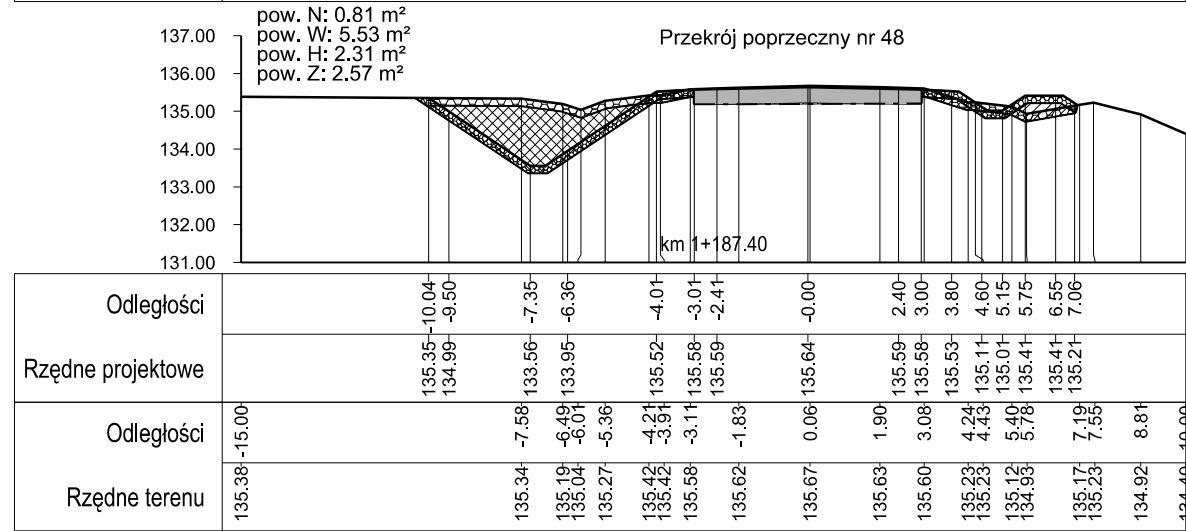 pow. N: 0.81 m²
pow. W: 5.53 m²
pow. H: 2.31 m²
pow. Z: 2.57 m²
Przekrój poprzeczny nr 48
137.00
136.00
135.00
134.00
133.00
132.00
131.00
km 1+187.40
Odległości
-10.04 -9.50 -7.35 -6.36 -4.01 -3.01 -2.41 -0.00 2.40 3.00 3.80 4.60 5.15 5.75 6.55 7.06
Rzędne projektowe
135.35 134.99 133.56 133.95 135.52 135.58 135.59 135.64 135.59 135.58 135.53 135.11 135.01 135.41 135.41 135.21
Odległości
-15.00 -7.58 -6.49 -6.01 -5.36 -4.21 -3.91 -3.11 -1.83 0.06 1.90 3.08 4.24 4.43 5.40 5.78 7.19 7.55 8.81
Rzędne terenu
135.38 135.34 135.19 135.04 135.27 135.42 135.42 135.58 135.62 135.67 135.63 135.60 135.23 135.23 135.12 134.93 135.17 135.23 134.92